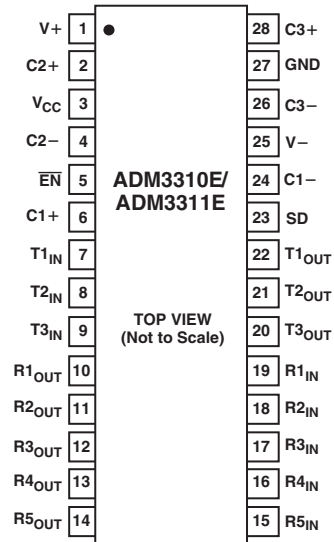 V+ 1 28 C3+
C2+ 2 27 GND
VCC 3 26 C3−
C2− 4 25 V−
EN 5 ADM3310E/ 24 C1−
C1+ 6 ADM3311E 23 SD
T1IN 7 22 T1OUT
T2IN 8 21 T2OUT
T3IN 9 TOP VIEW 20 T3OUT
(Not to Scale)
R1OUT 10 19 R1IN
R2OUT 11 18 R2IN
R3OUT 12 17 R3IN
R4OUT 13 16 R4IN
R5OUT 14 15 R5IN